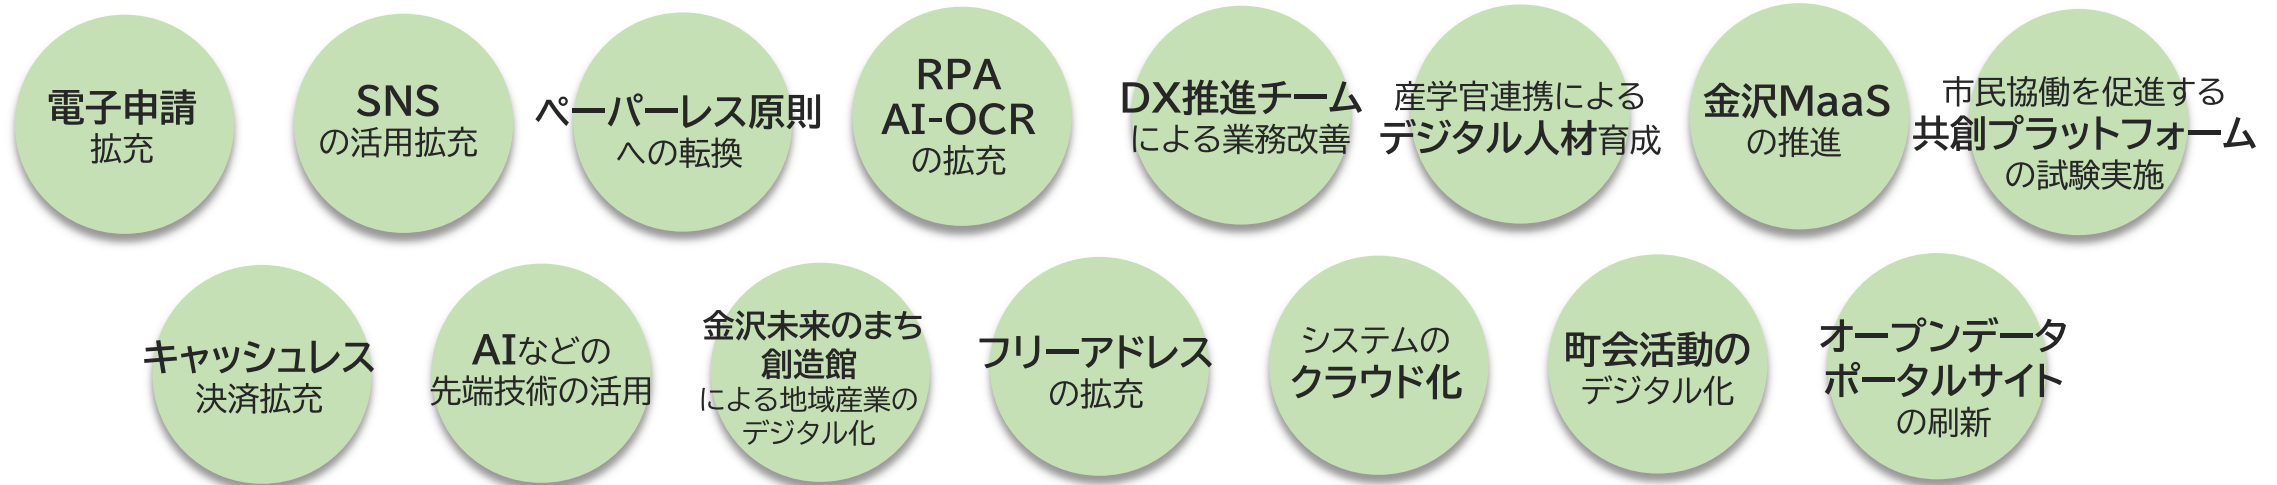 電子申請
拡充
SNS
の活用拡充
ペーパーレス原則
への転換
RPA
AI-OCR
の拡充
DX推進チーム
による業務改善
産学官連携による
デジタル人材育成
金沢MaaS
の推進
市民協働を促進する
共創プラットフォーム
の試験実施
キャッシュレス
決済拡充
AIなどの
先端技術の活用
金沢未来のまち
創造館
による地域産業の
デジタル化
フリーアドレス
の拡充
システムの
クラウド化
町会活動の
デジタル化
オープンデータ
ポータルサイト
の刷新